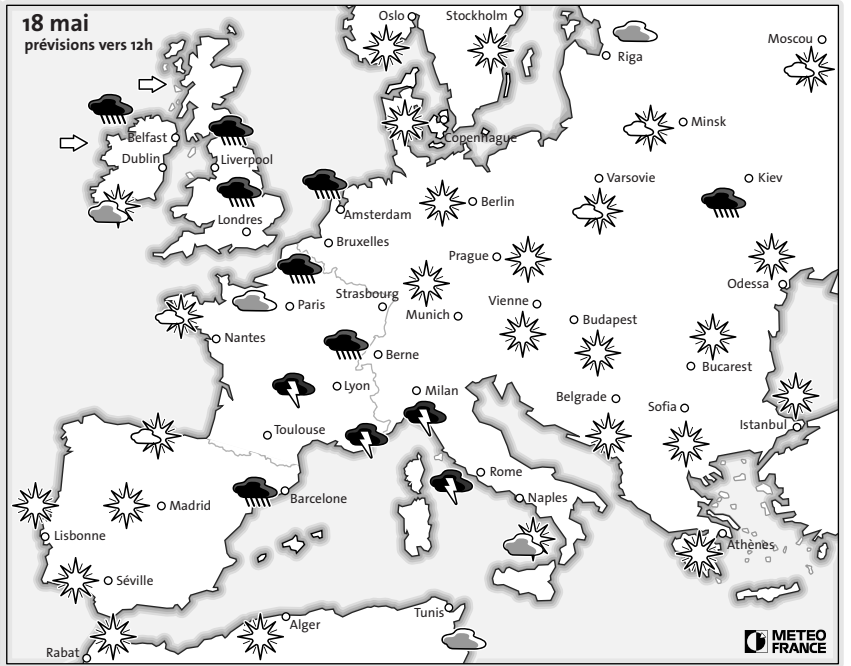 18 mai
prévisions vers 12h
Oslo
Stockholm
Riga
Moscou
Minsk
Belfast
Dublin
Liverpool
Copenhague
Varsovie
Kiev
Londres
Amsterdam
Berlin
Bruxelles
Prague
Odessa
Paris
Strasbourg
Munich
Vienne
Budapest
Nantes
Berne
Bucarest
Lyon
Milan
Belgrade
Sofia
Istanbul
Toulouse
Rome
Barcelone
Naples
Madrid
Lisbonne
Athènes
Séville
Alger
Tunis
Rabat
METEO
FRANCE